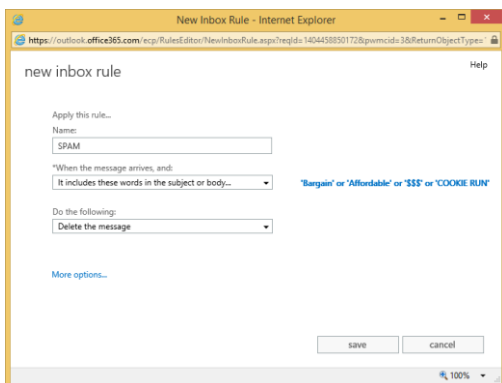 New Inbox Rule - Internet Explorer
https://outlook.office365.com/ecp/RulesEditor/NewInboxRule.aspx?reqId=1404458850172&pwmcid=3&ReturnObjectType=
Help
new inbox rule
Apply this rule...
Name:
SPAM
*When the message arrives, and:
It includes these words in the subject or body...
'Bargain' or 'Affordable' or '$$$' or 'COOKIE RUN'
Do the following:
Delete the message
More options...
save
cancel
100%